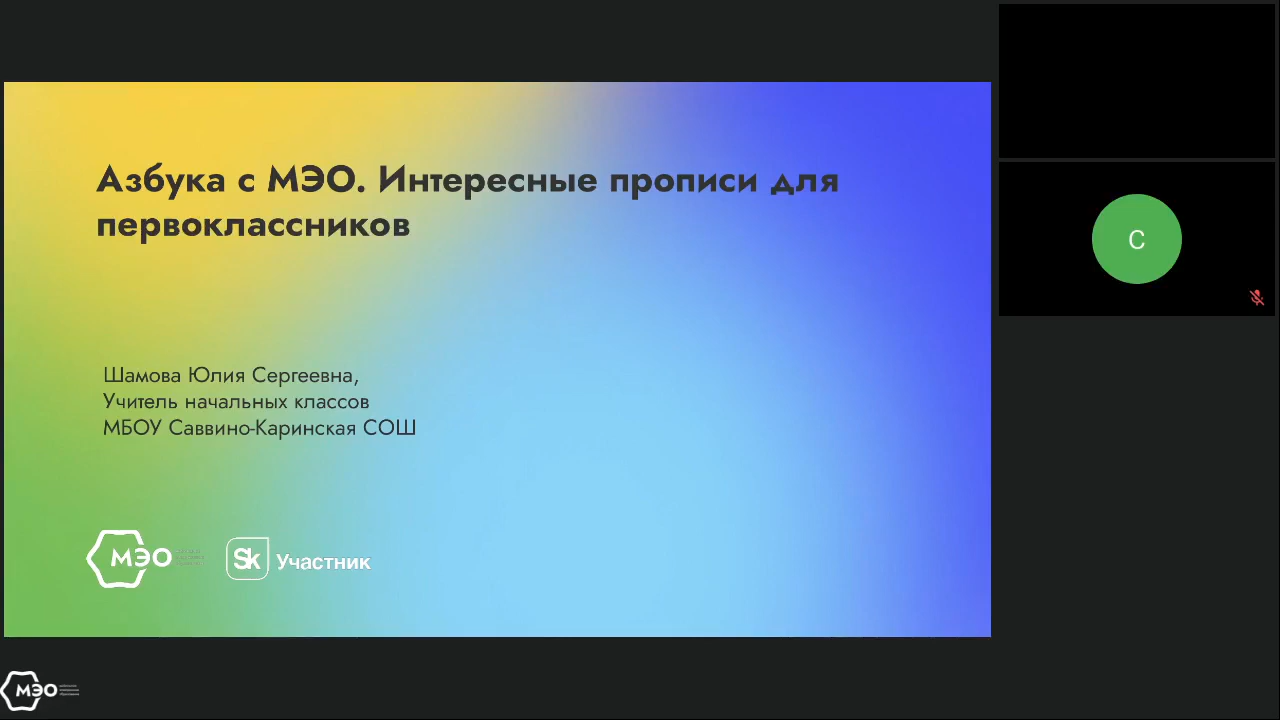 Азбука с МЭО. Интересные прописи для
первоклассников
С
Шамова Юлия Сергеевна,
Учитель начальных классов
МБОУ Саввино-Каринская СОШ
МЭО
Sk Участник
МЭО